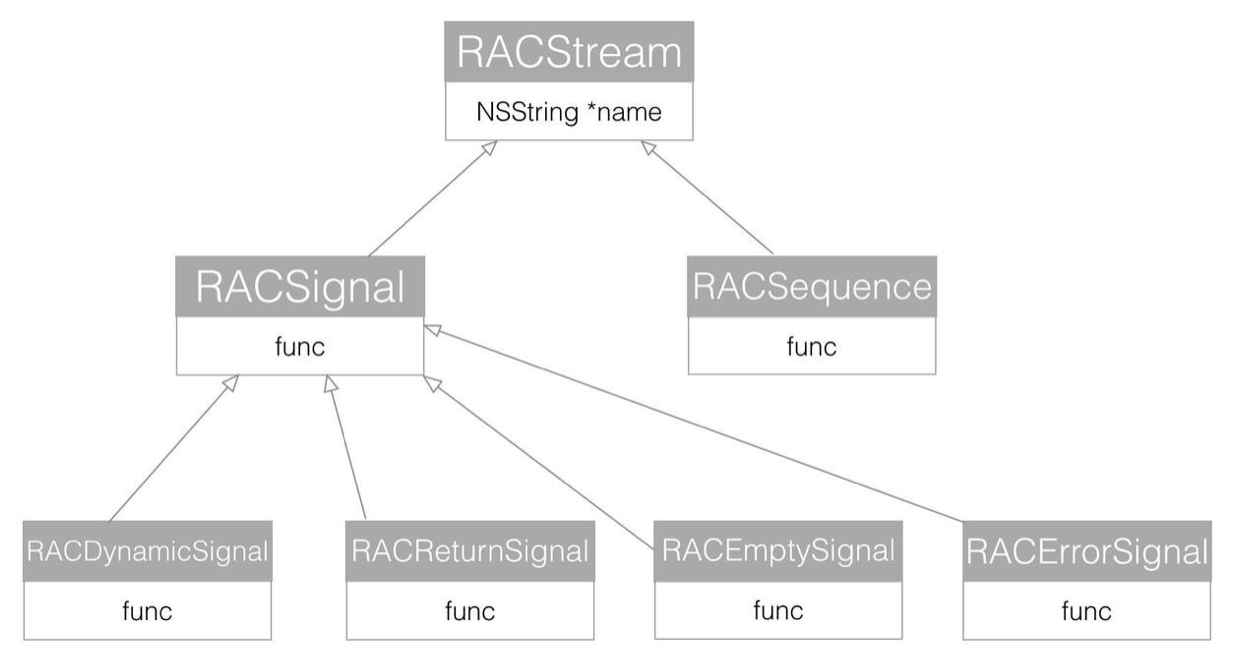 RACStream
NSString *name
RACSignal
func
RACSequence
func
RACDynamicSignal
func
RACReturnSignal
func
RACEmptySignal
func
RACErrorSignal
func